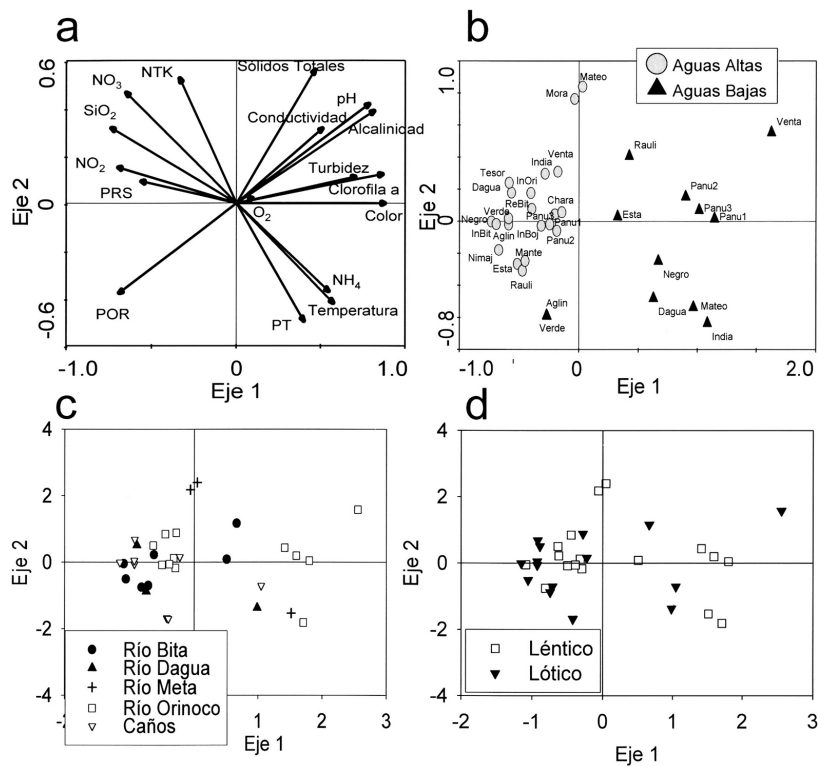 a
0.6
Sólidos Totales
NTK
NO3
pH
SiO2
Conductividad
Alcalinidad
NO2
Turbidez
PRS
Clorofila a
Eje 2
0
O2
Color
NH4
POR
Temperatura
PT
-0.6
-1.0
0
1.0
Eje 1
b
Aguas Altas
Aguas Bajas
1.0
Mateo
Mora
Venta
Rauli
Venta
India
Tesor
InOri
Dagua
Panu2
ReBit
Chara
Panu3
Verde
Panu3
Panu1
Negro
Panu1
Esta
InBit
Aglin
InBoj
Panu2
Eje 2
0
Nimaj
Mante
Esta
Negro
Rauli
Aglin
Dagua
Mateo
Verde
India
-0.8
-1.0
0
2.0
Eje 1
c
4
2
0
-2
-4
Eje 2
Río Bita
Río Dagua
Río Meta
Río Orinoco
Caños
1
2
3
Eje 1
d
4
2
0
-2
-4
Eje 2
Léntico
Lótico
-2
-1
0
1
2
3
Eje 1